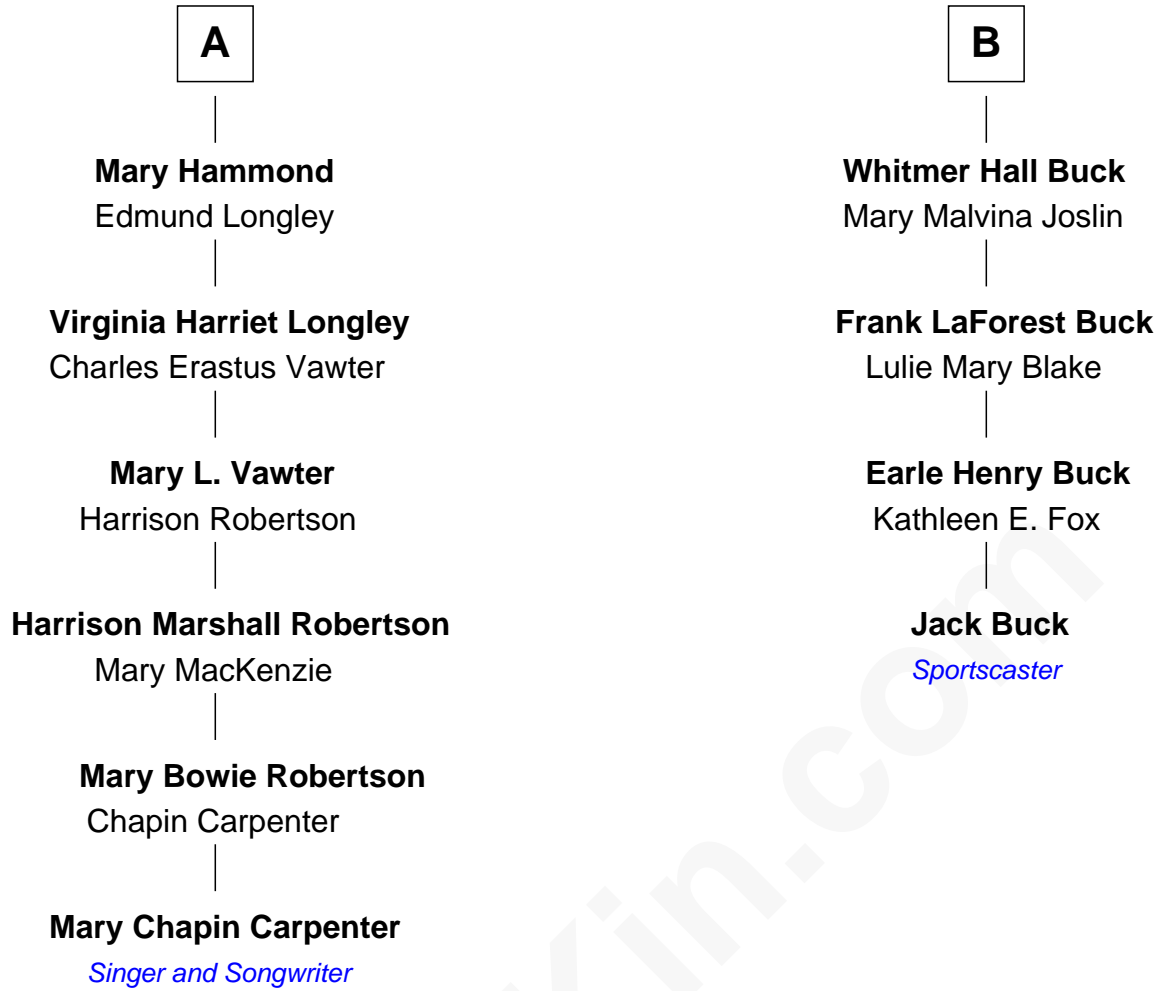 A
Mary Hammond
Edmund Longley
Virginia Harriet Longley
Charles Erastus Vawter
Mary L. Vawter
Harrison Robertson
Harrison Marshall Robertson
Mary MacKenzie
Mary Bowie Robertson
Chapin Carpenter
Mary Chapin Carpenter
Singer and Songwriter
B
Whitmer Hall Buck
Mary Malvina Joslin
Frank LaForest Buck
Lulie Mary Blake
Earle Henry Buck
Kathleen E. Fox
Jack Buck
Sportscaster